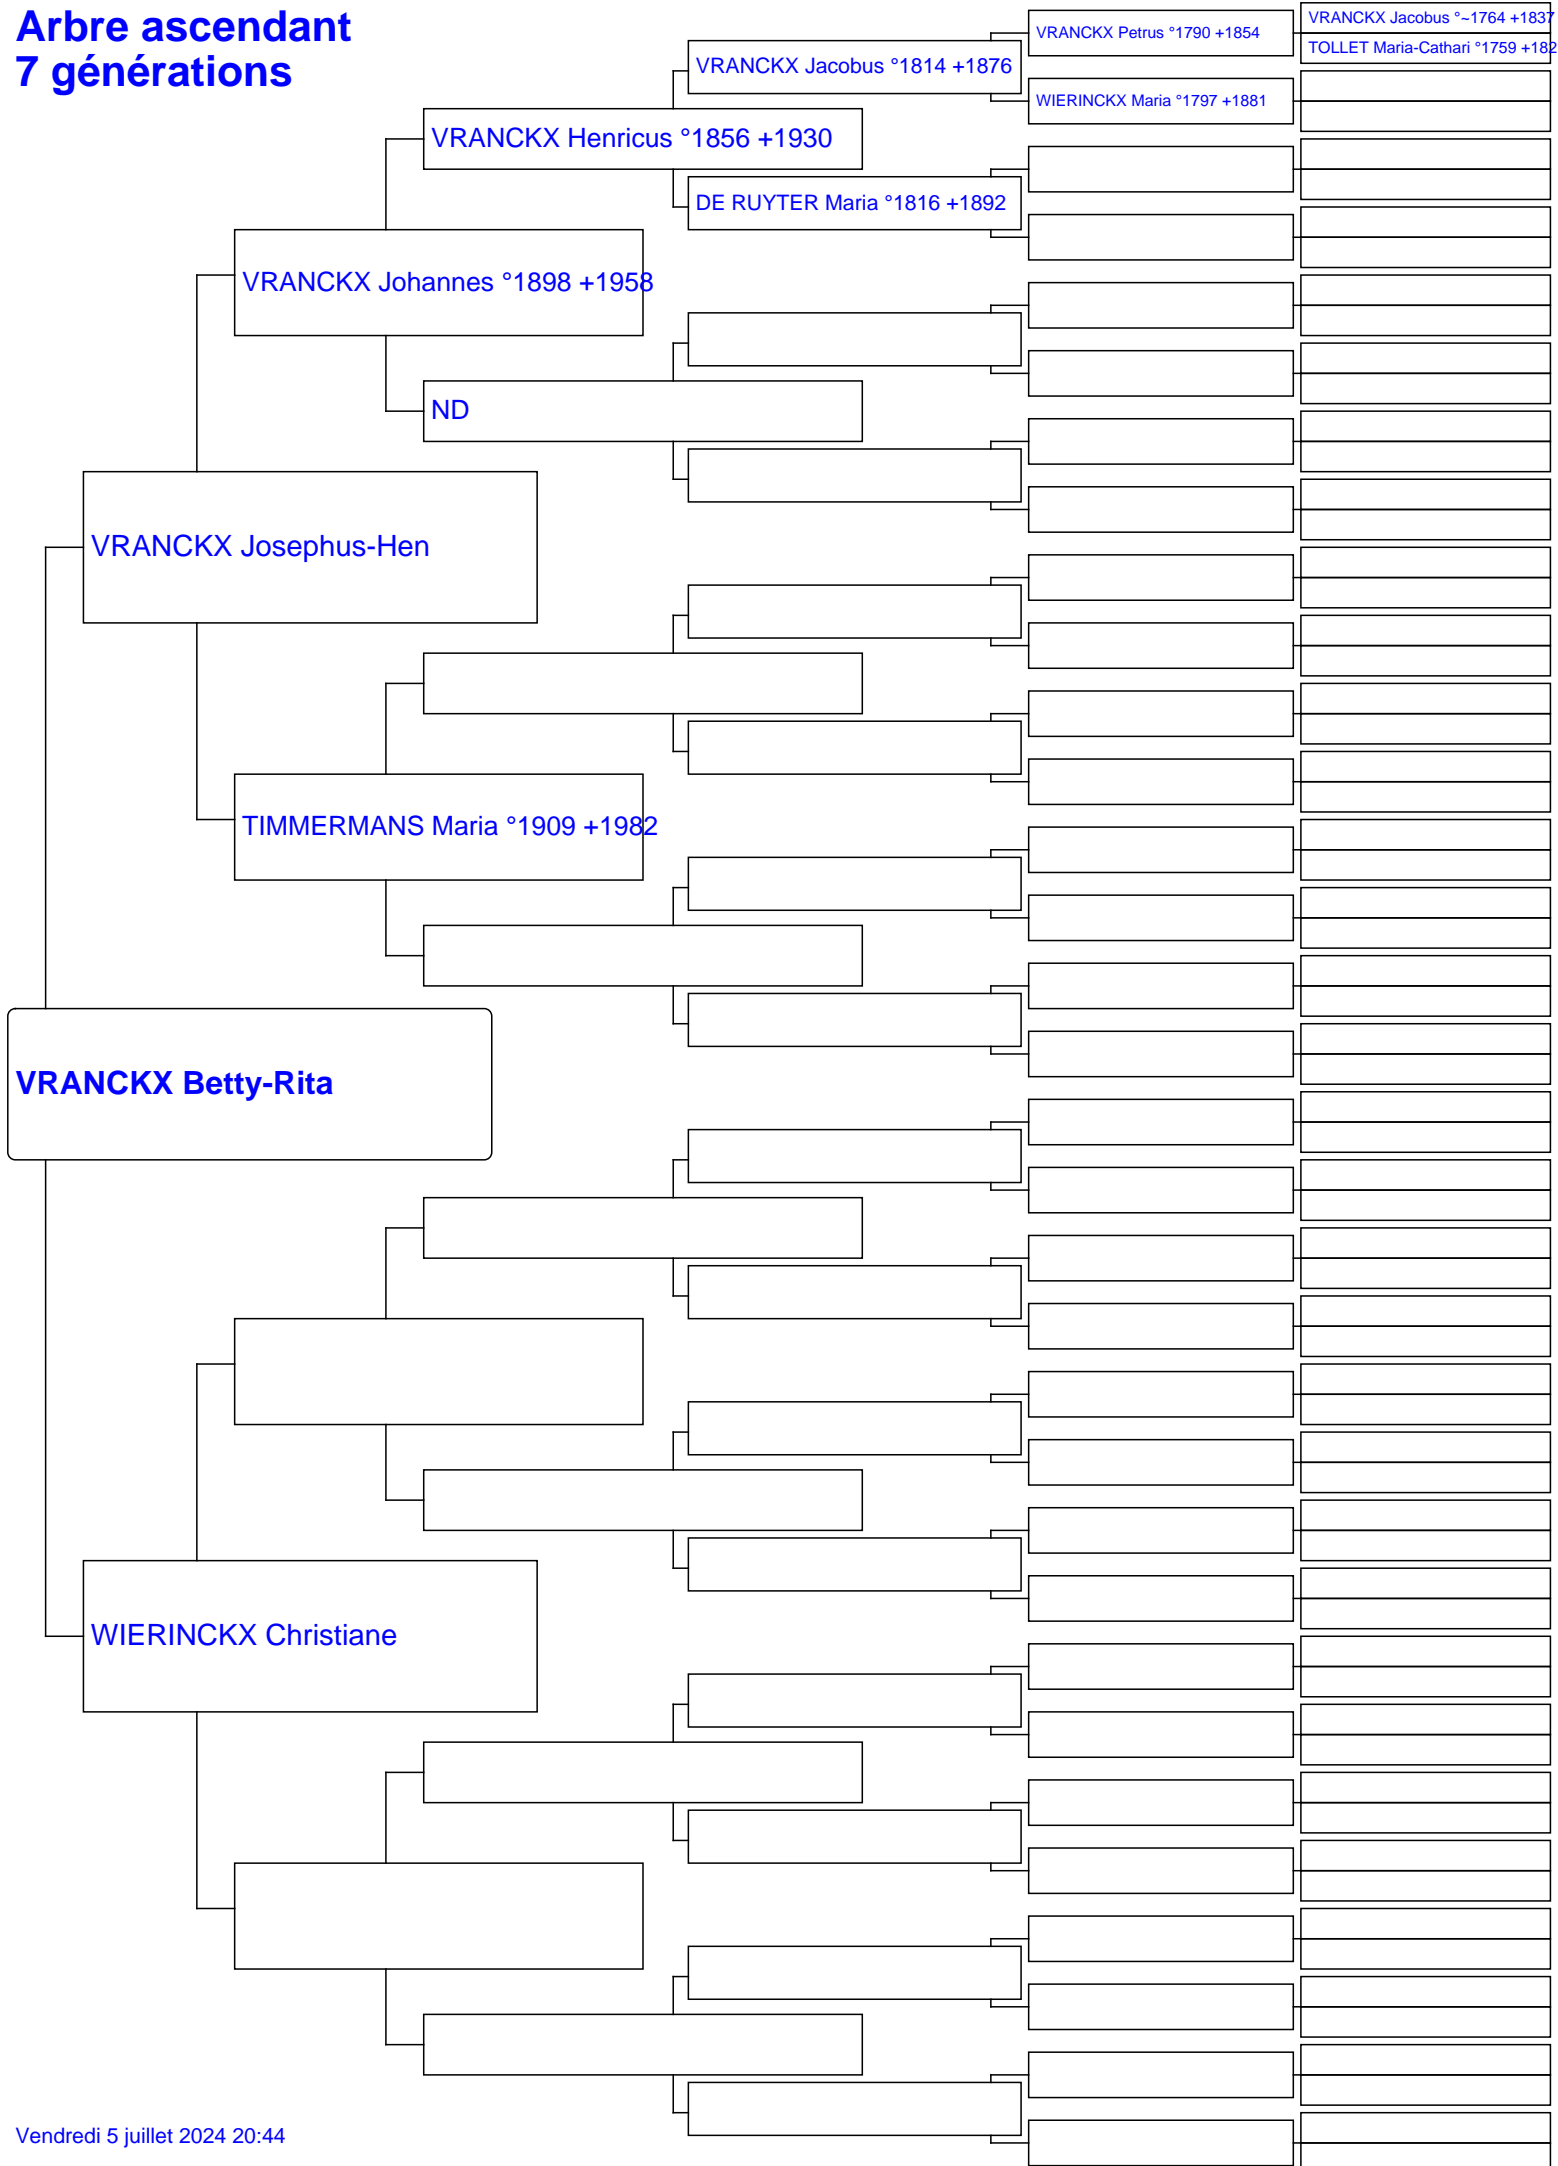 Arbre ascendant
7 générations
VRANCKX Jacobus °~1764 +1837
VRANCKX Petrus °1790 +1854
TOLLET Maria-Cathari °1759 +182
VRANCKX Jacobus °1814 +1876
WIERINCKX Maria °1797 +1881
VRANCKX Henricus °1856 +1930
DE RUYTER Maria °1816 +1892
VRANCKX Johannes °1898 +1958
ND
VRANCKX Josephus-Hen
TIMMERMANS Maria °1909 +1982
VRANCKX Betty-Rita
WIERINCKX Christiane
Vendredi 5 juillet 2024 20:44